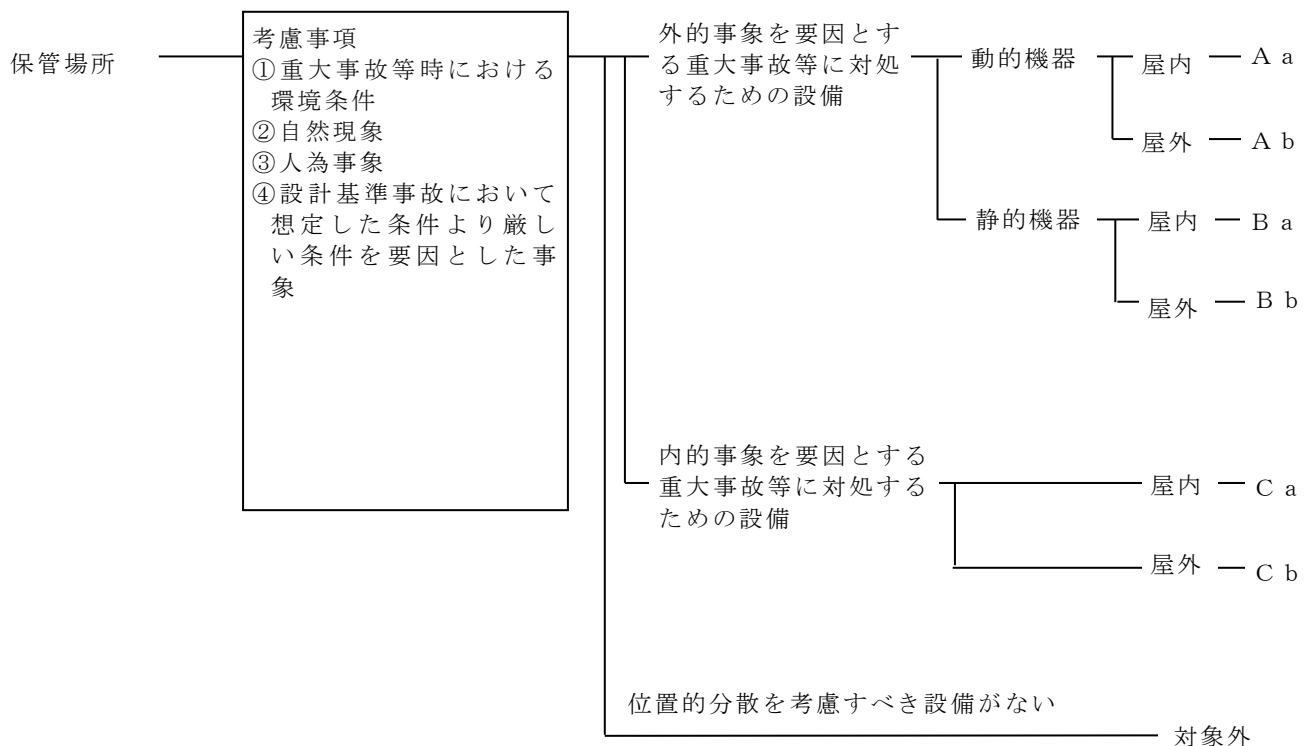 保管場所
考慮事項
①重大事故等時における
環境条件
②自然現象
③人為事象
④設計基準事故において
想定した条件より厳し
い条件を要因とした事
象
外的事象を要因とす
る重大事故等に対処
するための設備
動的機器
屋内
Ａａ
屋外
Ａｂ
静的機器
屋内
Ｂａ
屋外
Ｂｂ
内的事象を要因とする
重大事故等に対処する
ための設備
屋内
Ｃａ
屋外
Ｃｂ
位置的分散を考慮すべき設備がない
対象外